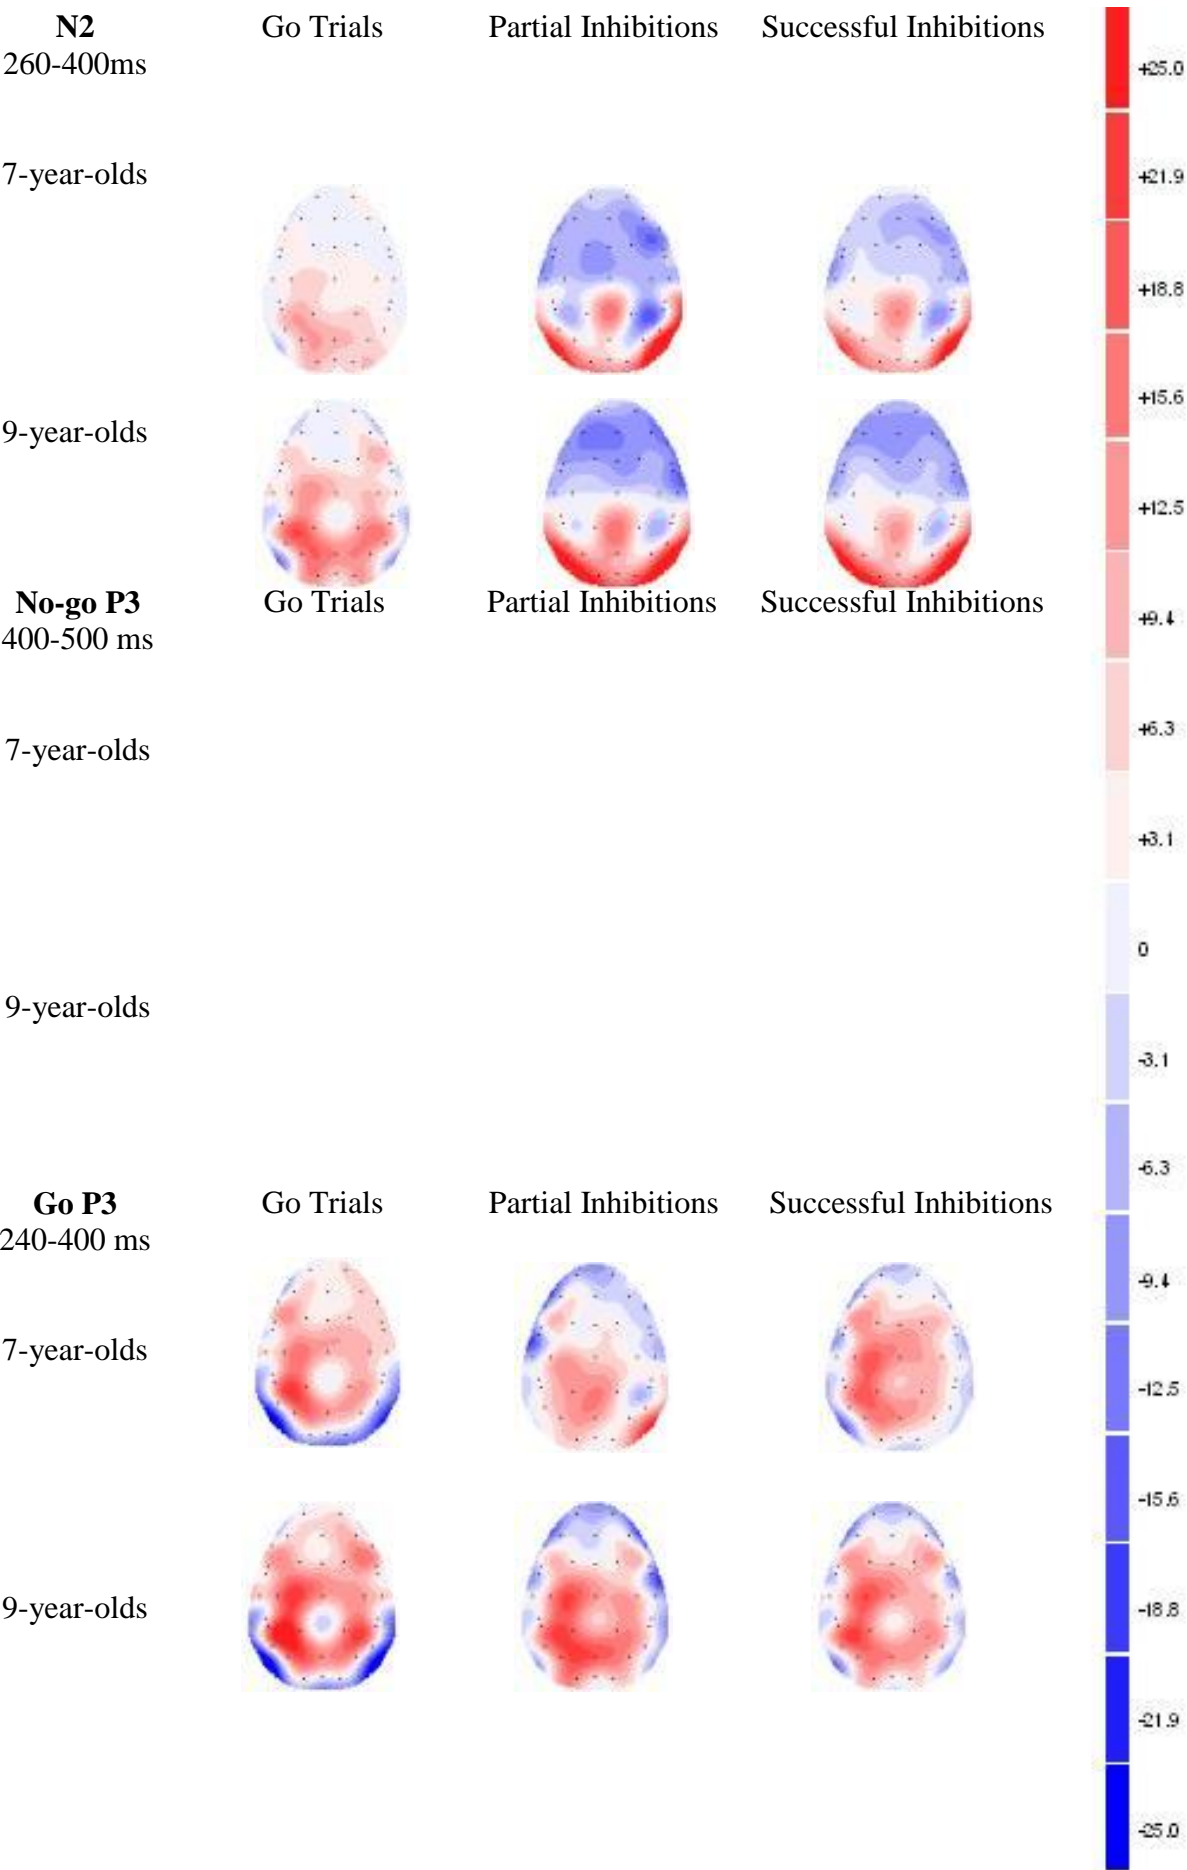 N2 Go Trials Partial Inhibitions Successful Inhibitions
260-400ms
7-year-olds
9-year-olds
No-go P3 Go Trials Partial Inhibitions Successful Inhibitions
400-500 ms
7-year-olds
9-year-olds
Go P3 Go Trials Partial Inhibitions Successful Inhibitions
240-400 ms
7-year-olds
9-year-olds
+25.0
+21.9
+18.8
+15.6
+12.5
+9.4
+6.3
+3.1
0
-3.1
-6.3
-9.4
-12.5
-15.6
-18.8
-21.9
-25.0